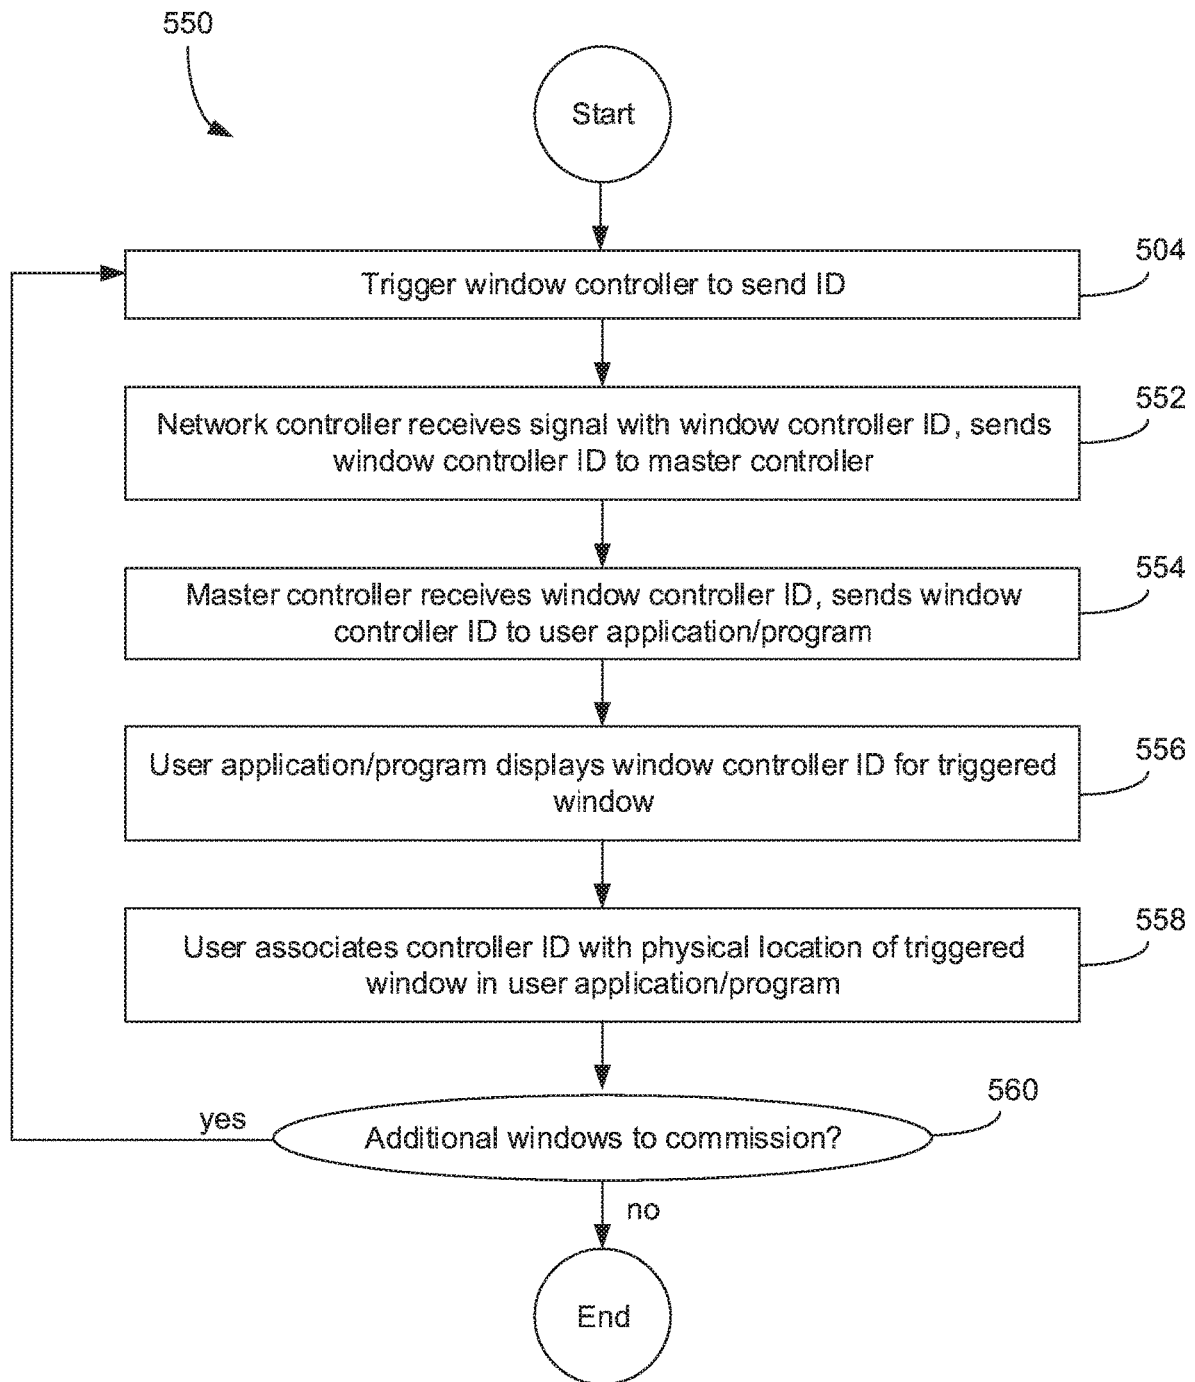 550
Start
504
Trigger window controller to send ID
552
Network controller receives signal with window controller ID, sends
window controller ID to master controller
554
Master controller receives window controller ID, sends window
controller ID to user application/program
556
User application/program displays window controller ID for triggered
window
558
User associates controller ID with physical location of triggered
window in user application/program
560
yes
Additional windows to commission?
no
End